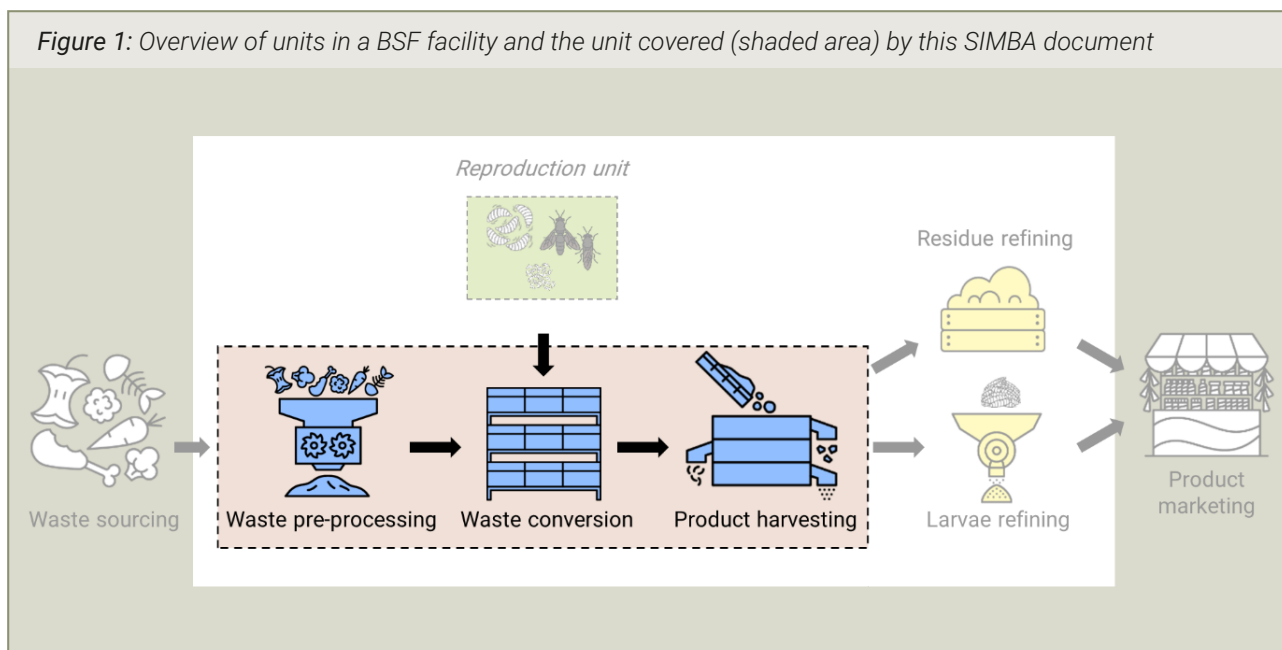 Figure 1: Overview of units in a BSF facility and the unit covered (shaded area) by this SIMBA document
Reproduction unit
Residue refining
Waste sourcing
Waste pre-processing
Waste conversion
Product harvesting
Larvae refining
Product
marketing